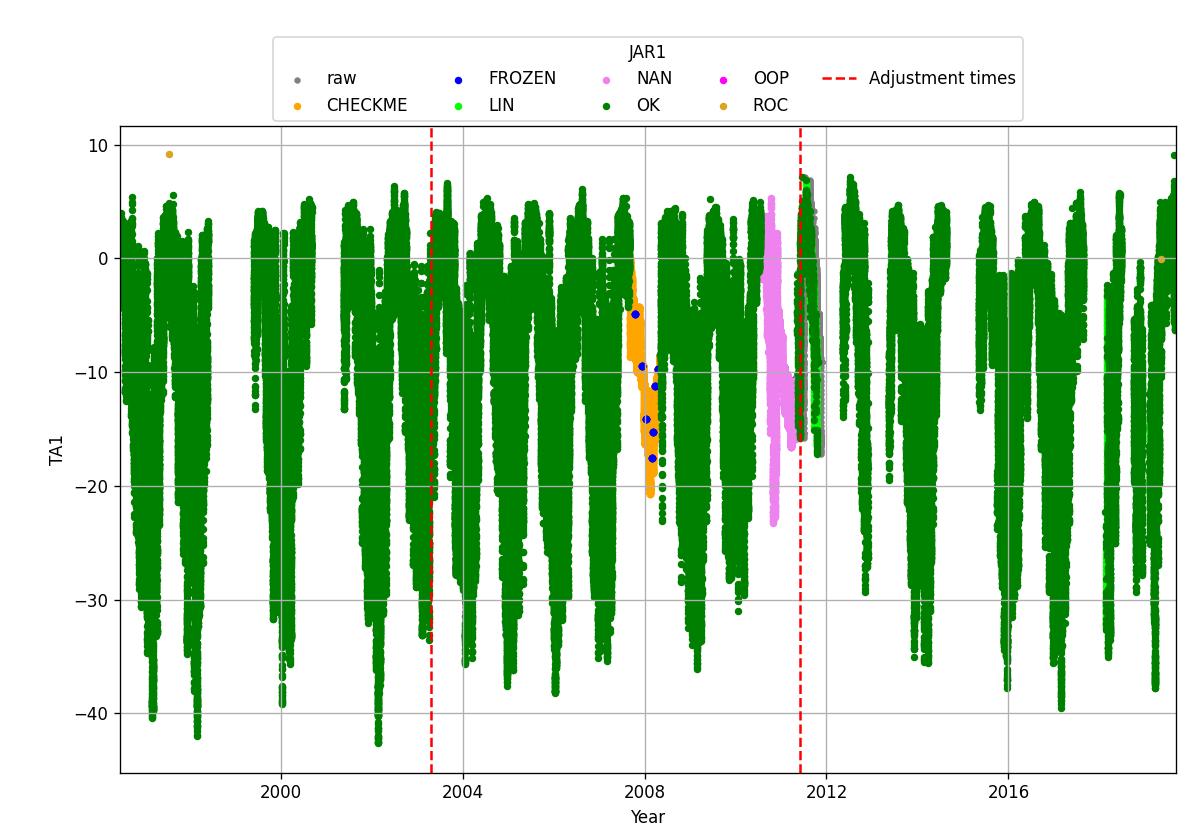 JAR1
raw FROZEN NAN OOP Adjustment times
CHECKME LIN OK ROC
10
0
−10
−20
−30
−40
TA1
2000 2004 2008 2012 2016
Year